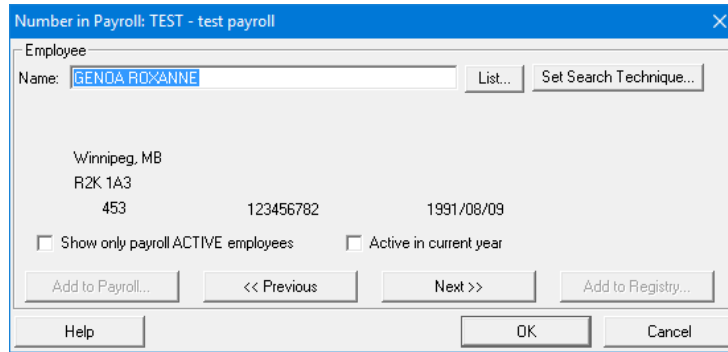 Number in Payroll: TEST - test payroll
Employee
Name: GENOA ROXANNE List... Set Search Technique...
Winnipeg, MB
R2K 1A3
453 123456782 1991/08/09
Show only payroll ACTIVE employees Active in current year
Add to Payroll... << Previous Next >> Add to Registry...
Help OK Cancel